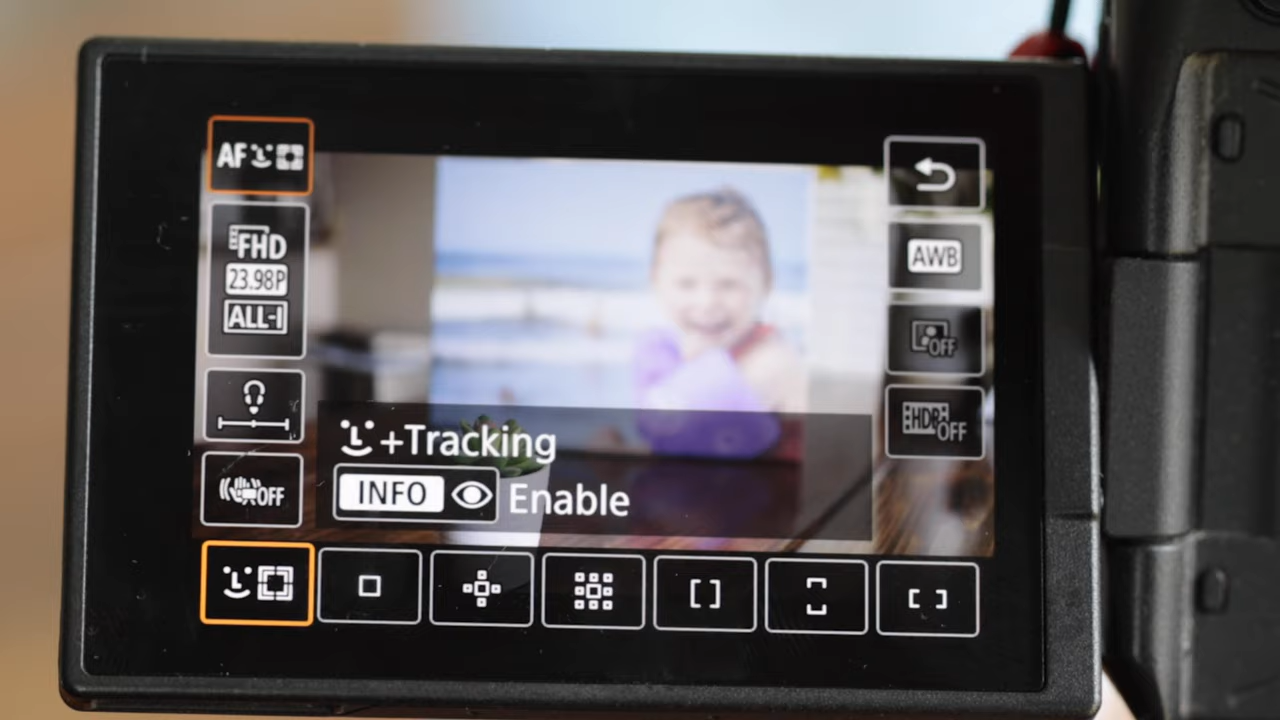 AF
FHD
23.98P
ALL-I
OFF
+Tracking
INFO Enable
AWB
OFF
HDR OFF